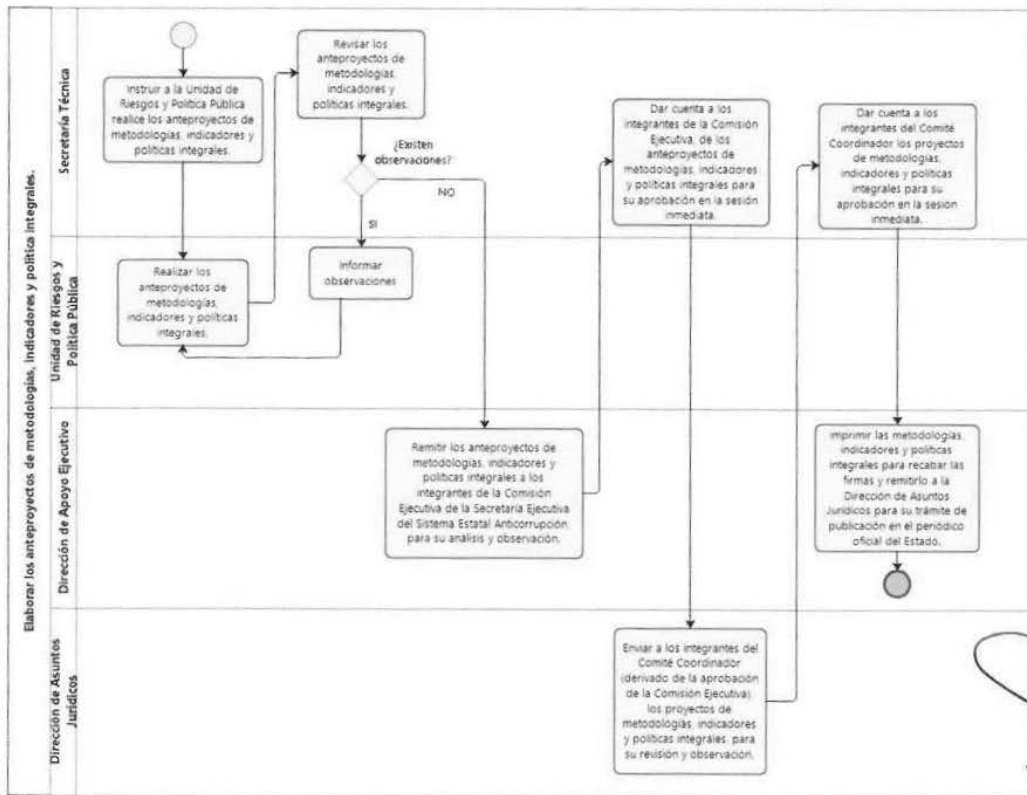 Elaborar los anteproyectos de metodologías, indicadores y política integrales.
Secretaría Técnica
Instruir a la Unidad de
Riesgos y Política Pública
realice los anteproyectos de
metodologías, indicadores y
políticas integrales.
Revisar los
anteproyectos de
metodologías,
indicadores y
políticas integrales.
¿Existen
observaciones?
NO
SI
Dar cuenta a los
integrantes de la Comisión
Ejecutiva, de los
anteproyectos de
metodologías, indicadores
y políticas integrales para
su aprobación en la sesión
inmediata.
Dar cuenta a los
integrantes del Comité
Coordinador los proyectos
de metodologías,
indicadores y políticas
integrales para su
aprobación en la sesión
inmediata.
Unidad de Riesgos y
Política Pública
Realizar los
anteproyectos de
metodologías,
indicadores y políticas
integrales.
Informar
observaciones
Dirección de Apoyo Ejecutivo
Remitir los anteproyectos de
metodologías, indicadores y
políticas integrales a los
integrantes de la Comisión
Ejecutiva de la Secretaría Ejecutiva
del Sistema Estatal Anticorrupción,
para su análisis y observación.
Imprimir las metodologías,
indicadores y políticas
integrales para recabar las
firmas y remitirlo a la
Dirección de Asuntos
Jurídicos para su trámite de
publicación en el periódico
oficial del Estado.
Dirección de Asuntos
Jurídicos
Enviar a los integrantes del
Comité Coordinador
(derivado de la aprobación
de la Comisión Ejecutiva)
los proyectos de
metodologías, indicadores
y políticas integrales, para
su revisión y observación.